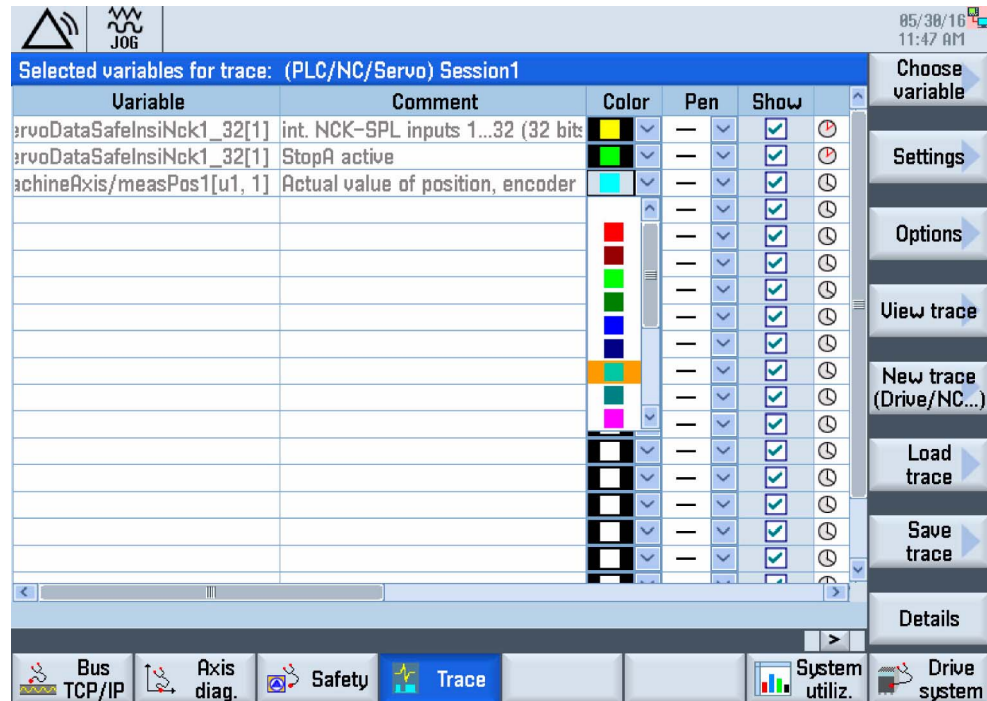 JOG
05/30/16
11:47 AM
Selected variables for trace: (PLC/NC/Servo) Session1
Variable Comment Color Pen Show
ervoDataSafeInsiNck1_32[1] int. NCK-SPL inputs 1...32 (32 bits
ervoDataSafeInsiNck1_32[1] StopA active
achineAxis/measPos1[u1, 1] Actual value of position, encoder
Choose
variable
Settings
Options
View trace
New trace
(Drive/NC...)
Load
trace
Save
trace
Details
>
Bus
TCP/IP
Axis
diag.
Safety
Trace
System
utiliz.
Drive
system